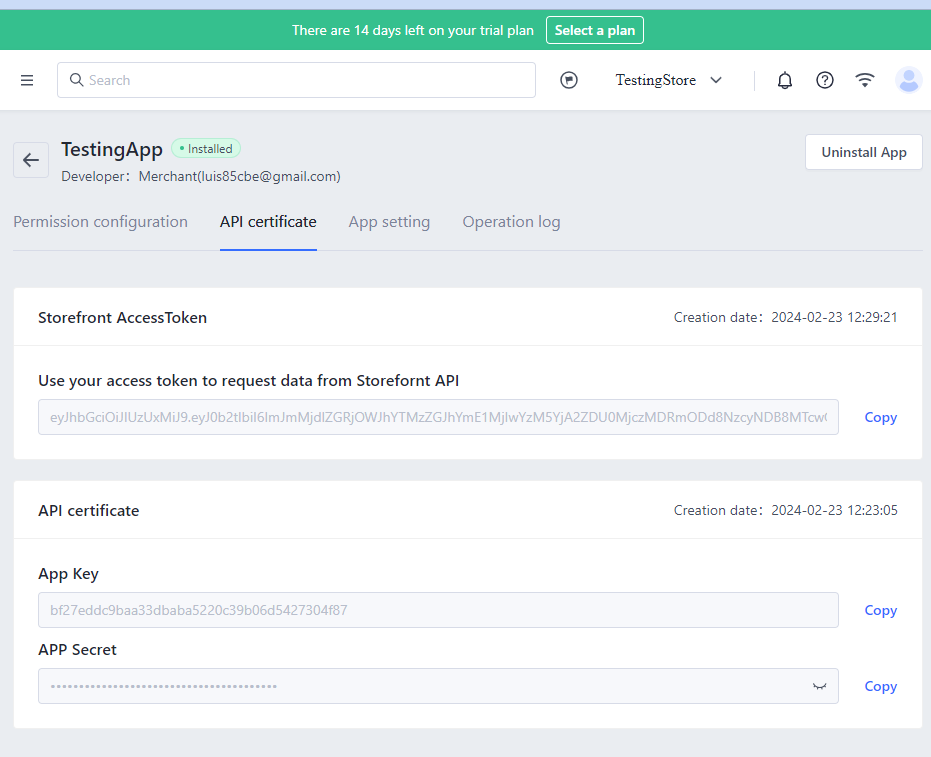 There are 14 days left on your trial plan Select a plan
Search TestingStore
TestingApp Installed
Uninstall App
Developer: Merchant(luis85cbe@gmail.com)
Permission configuration API certificate App setting Operation log
Storefront AccessToken Creation date: 2024-02-23 12:29:21
Use your access token to request data from Storefornt API
Copy
API certificate Creation date: 2024-02-23 12:23:05
App Key
bf27eddc9baa33dbaba5220c39b06d5427304f87 Copy
APP Secret
Copy